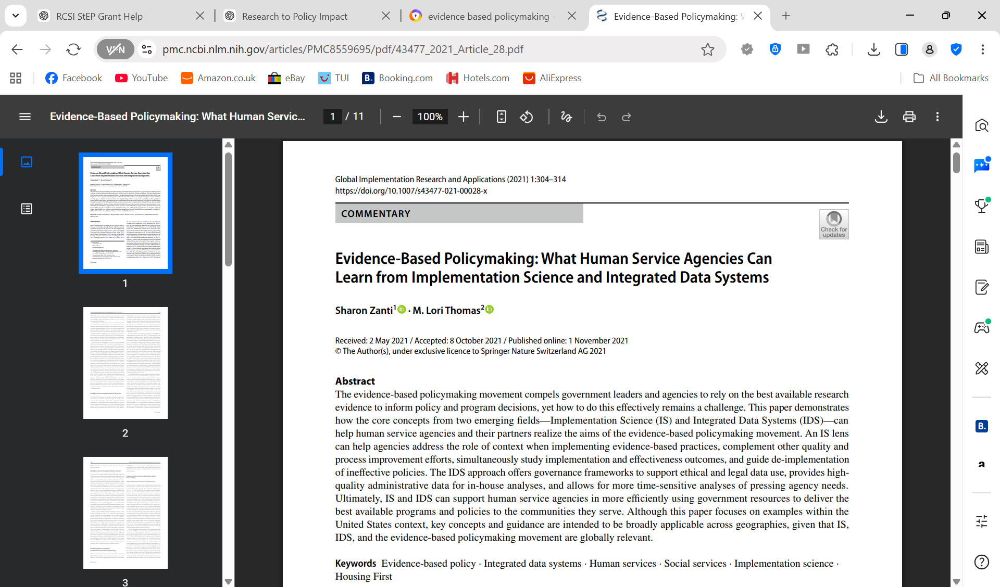 RCSI StEP Grant Help
Research to Policy Impact
evidence based policymaking -
Evidence-Based Policymaking: W
VPN
pmc.ncbi.nlm.nih.gov/articles/PMC8559695/pdf/43477_2021_Article_28.pdf
Facebook
YouTube
Amazon.co.uk
eBay
TUI
B. Booking.com
Hotels.com
AliExpress
All Bookmarks
Evidence-Based Policymaking: What Human Servic...
1 / 11
100%
1
2
3
Global Implementation Research and Applications (2021) 1:304–314
https://doi.org/10.1007/s43477-021-00028-x
COMMENTARY
Check for
updates
Evidence-Based Policymaking: What Human Service Agencies Can
Learn from Implementation Science and Integrated Data Systems
Sharon Zanti1 iD · M. Lori Thomas2 iD
Received: 2 May 2021 / Accepted: 8 October 2021 / Published online: 1 November 2021
© The Author(s), under exclusive licence to Springer Nature Switzerland AG 2021
Abstract
The evidence-based policymaking movement compels government leaders and agencies to rely on the best available research
evidence to inform policy and program decisions, yet how to do this effectively remains a challenge. This paper demonstrates
how the core concepts from two emerging fields—Implementation Science (IS) and Integrated Data Systems (IDS)—can
help human service agencies and their partners realize the aims of the evidence-based policymaking movement. An IS lens
can help agencies address the role of context when implementing evidence-based practices, complement other quality and
process improvement efforts, simultaneously study implementation and effectiveness outcomes, and guide de-implementation
of ineffective policies. The IDS approach offers governance frameworks to support ethical and legal data use, provides high-
quality administrative data for in-house analyses, and allows for more time-sensitive analyses of pressing agency needs.
Ultimately, IS and IDS can support human service agencies in more efficiently using government resources to deliver the
best available programs and policies to the communities they serve. Although this paper focuses on examples within the
United States context, key concepts and guidance are intended to be broadly applicable across geographies, given that IS,
IDS, and the evidence-based policymaking movement are globally relevant.
Keywords Evidence-based policy · Integrated data systems · Human services · Social services · Implementation science ·
Housing First
B.
a